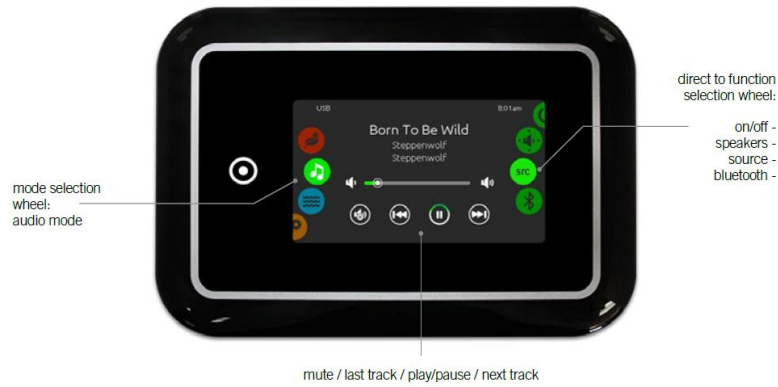 USB
8:01am
Born To Be Wild
Steppenwolf
Steppenwolf
src
mode selection
wheel:
audio mode
direct to function
selection wheel:
on/off -
speakers -
source -
bluetooth -
mute / last track / play/pause / next track